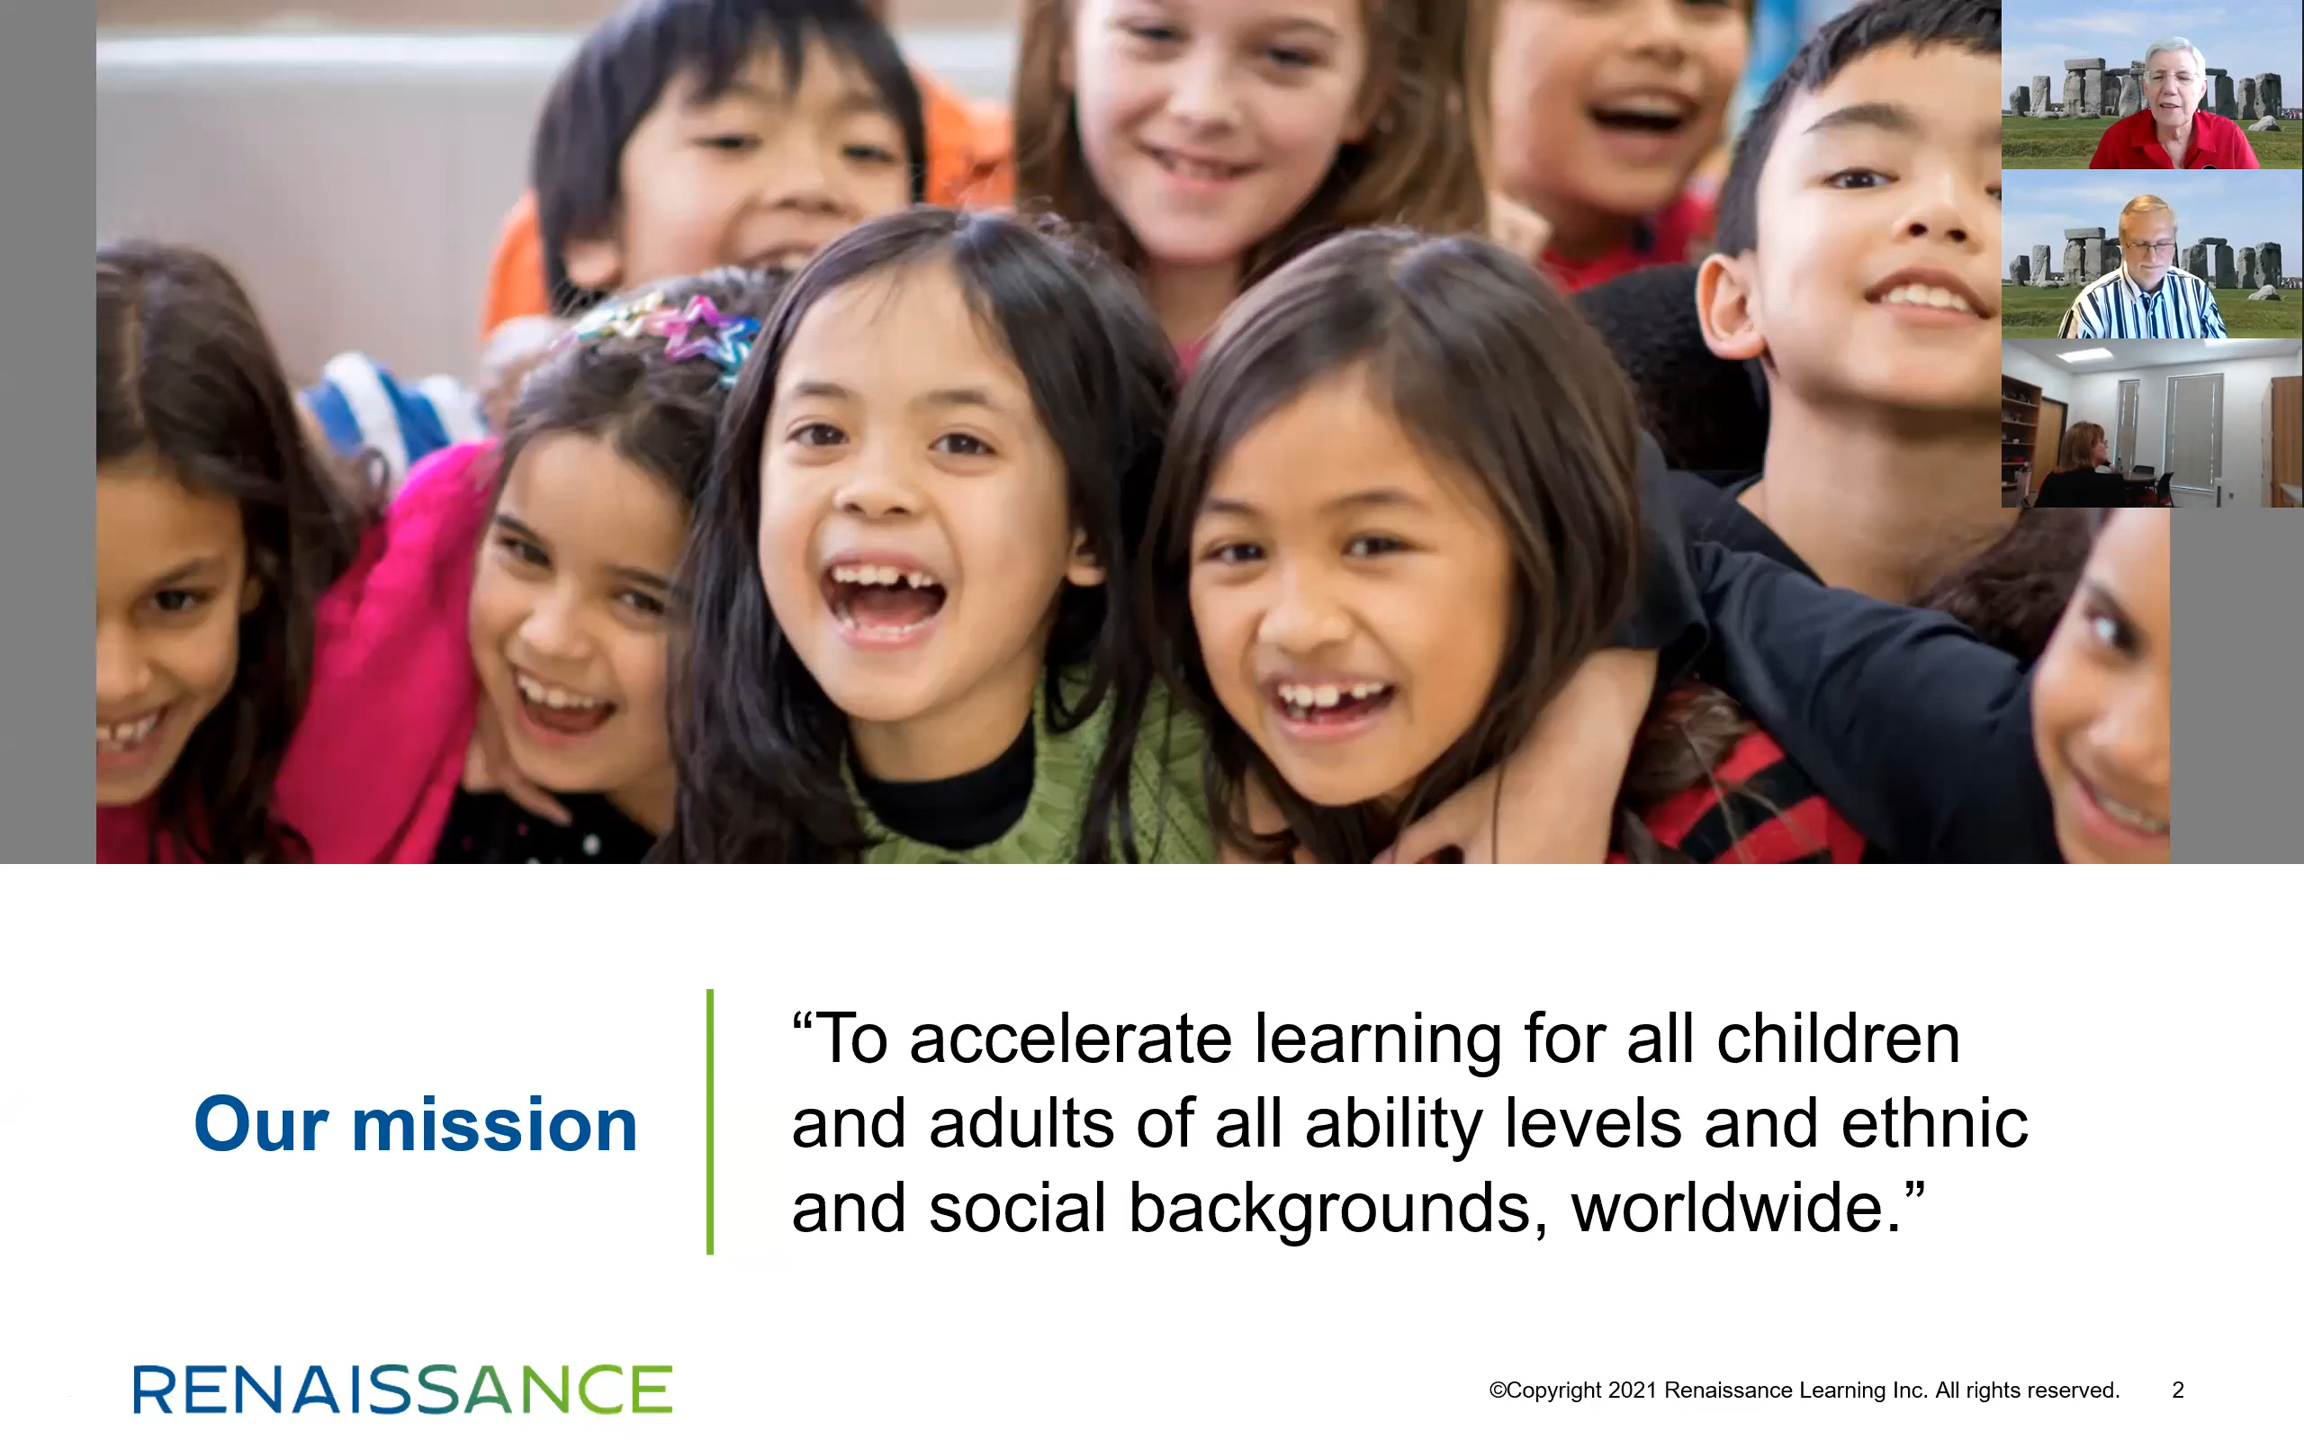 Our mission
“To accelerate learning for all children
and adults of all ability levels and ethnic
and social backgrounds, worldwide.”
RENAISSANCE
©Copyright 2021 Renaissance Learning Inc. All rights reserved. 2